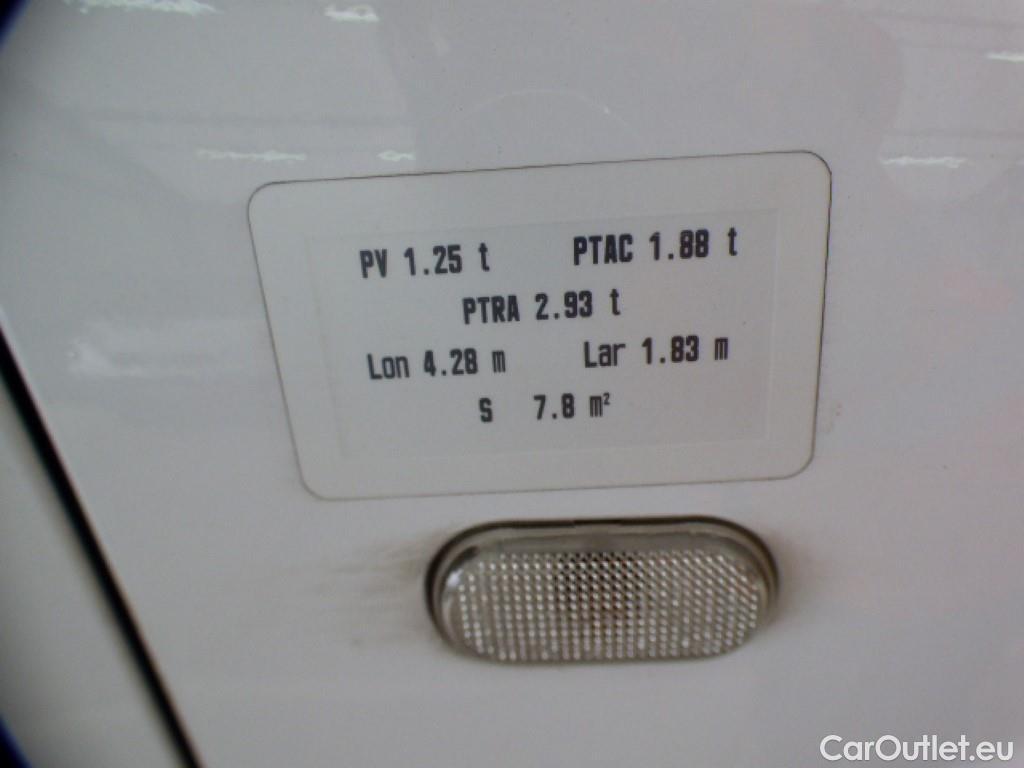 PV 1.25 t PTAC 1.88 t
PTRA 2.93 t
Lon 4.28 m Lar 1.83 m
S 7.8 m²
CarOutlet.eu